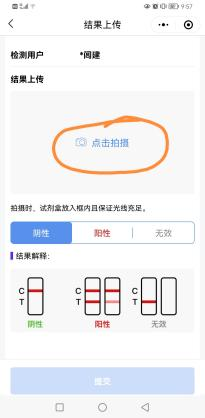 9:57
结果上传
检测用户 *阅建
结果上传
点击拍摄
拍摄时，试剂盒放入框内且保证光线充足。
阴性 阳性 无效
结果解释：
C C C
T T T
阴性 阳性 无效
提交